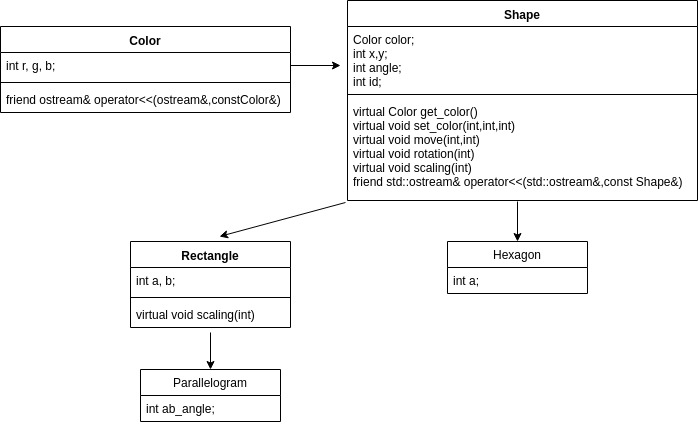 Color
int r, g, b;
friend ostream& operator<<(ostream&,constColor&)
Shape
Color color;
int x,y;
int angle;
int id;
virtual Color get_color()
virtual void set_color(int,int,int)
virtual void move(int,int)
virtual void rotation(int)
virtual void scaling(int)
friend std::ostream& operator<<(std::ostream&,const Shape&)
Rectangle
int a, b;
virtual void scaling(int)
Hexagon
int a;
Parallelogram
int ab_angle;